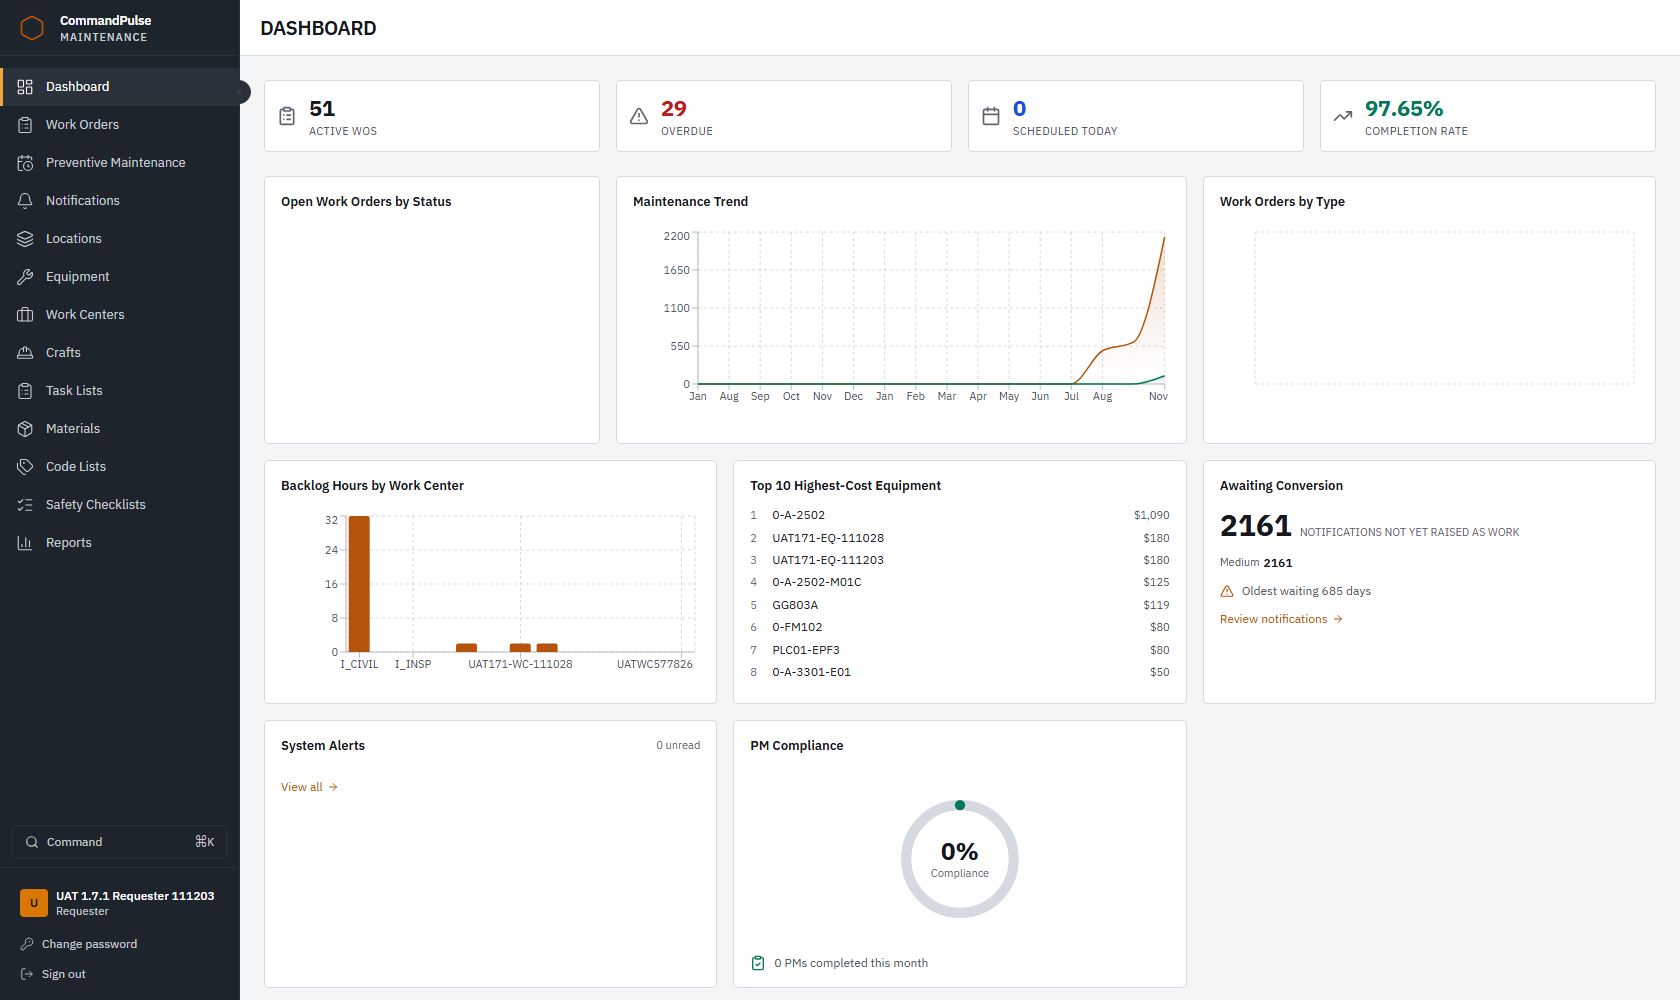 CommandPulse
MAINTENANCE
Dashboard
Work Orders
Preventive Maintenance
Notifications
Locations
Equipment
Work Centers
Crafts
Task Lists
Materials
Code Lists
Safety Checklists
Reports
Command ⌘K
U
UAT 1.7.1 Requester 111203
Requester
Change password
Sign out
DASHBOARD
51
ACTIVE WOS
29
OVERDUE
0
SCHEDULED TODAY
97.65%
COMPLETION RATE
Open Work Orders by Status
Maintenance Trend
2200
1650
1100
550
0
Jan Aug Sep Oct Nov Dec Jan Feb Mar Apr May Jun Jul Aug Nov
Work Orders by Type
Backlog Hours by Work Center
32
24
16
8
0
I_CIVIL I_INSP UAT171-WC-111028 UATWC577826
Top 10 Highest-Cost Equipment
1 0-A-2502 $1,090
2 UAT171-EQ-111028 $180
3 UAT171-EQ-111203 $180
4 0-A-2502-M01C $125
5 GG803A $119
6 0-FM102 $80
7 PLC01-EPF3 $80
8 0-A-3301-E01 $50
Awaiting Conversion
2161 NOTIFICATIONS NOT YET RAISED AS WORK
Medium 2161
Oldest waiting 685 days
Review notifications →
System Alerts 0 unread
View all →
PM Compliance
0%
Compliance
0 PMs completed this month